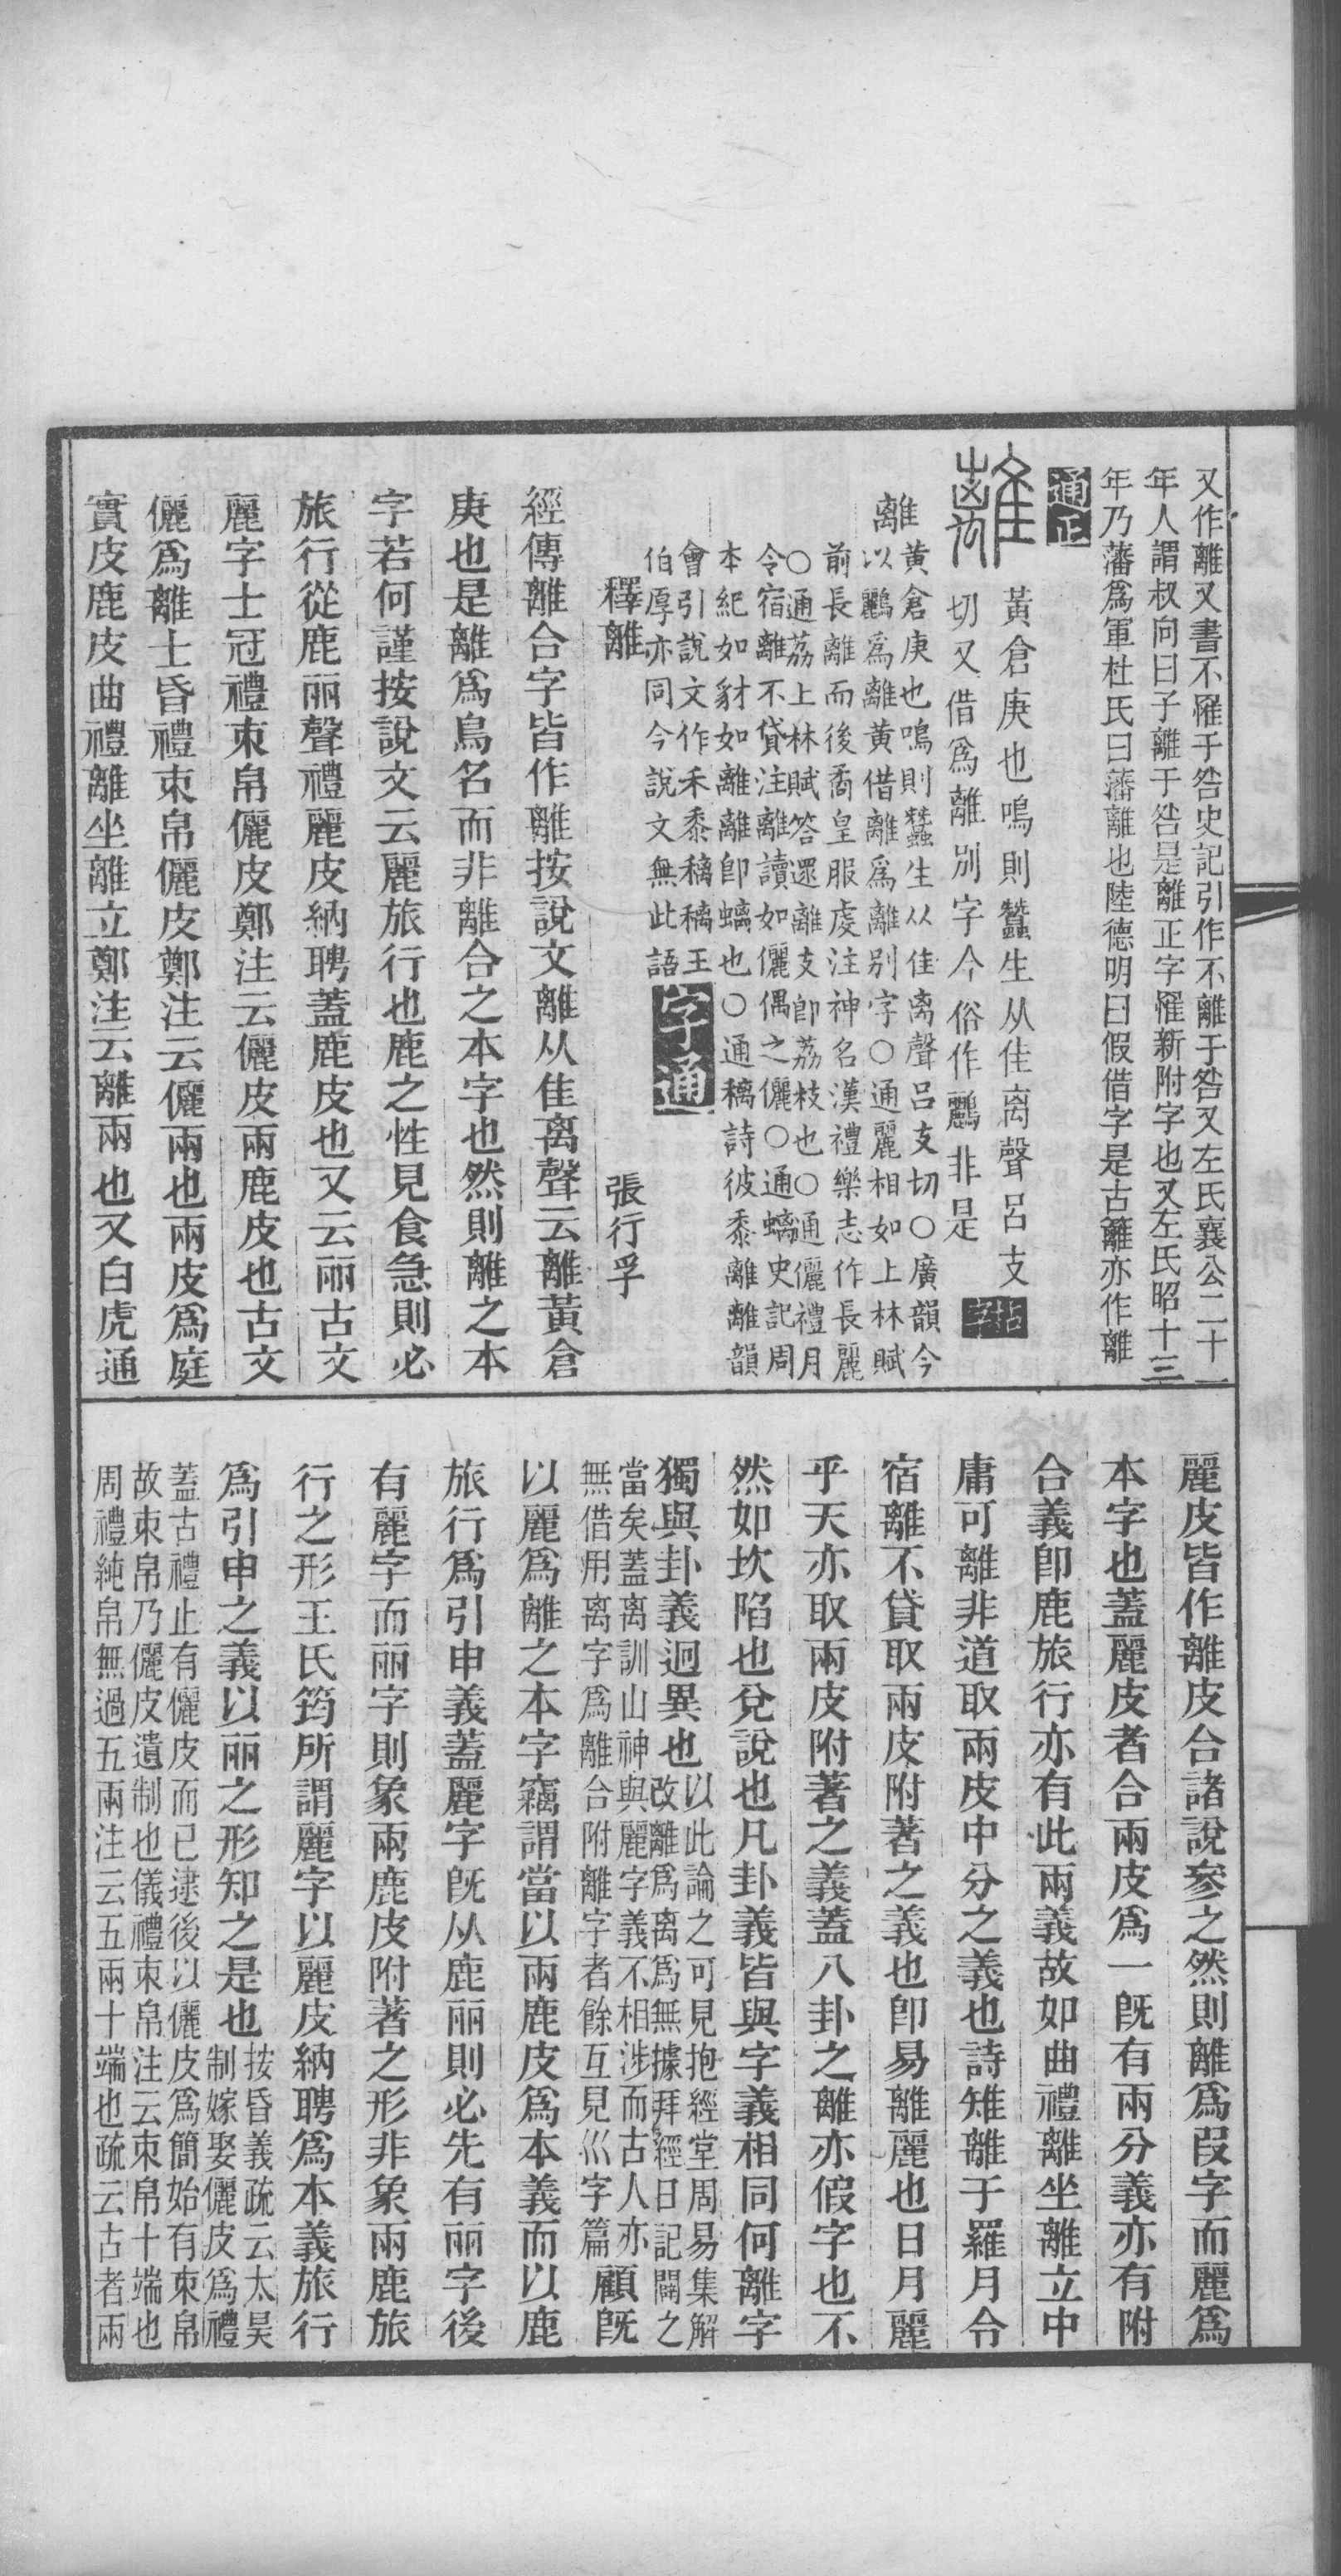 又作離又書不罹于咎史記引作不離于咎又左氏襄公二十一
年人謂叔向曰子離于咎是離正字罹新附字也又左氏昭十三
年乃藩爲軍杜氏曰藩離也陸德明曰假借字是古籬亦作離
通正
離
黃倉庚也鳴則蠶生从隹离聲呂支
切又借爲離別字今俗作鸝非是
離
黄倉庚也鳴則蠶生从隹离聲呂支切○廣韻今
以鸝爲離黃借離爲離别字○通麗相如上林賦
前長離而後矞皇服虔注神名漢禮樂志作長麗
○通荔上林賦答遝離支卽荔枝也○通儷禮月
令宿離不貸注離讀如儷偶之儷○通螭史記周
本紀如豺如離離卽螭也○通穲詩彼黍離離韻
會引說文作禾黍穲穲王
伯厚亦同今說文無此語
字通
釋離
張行孚
經傳離合字皆作離按說文離从隹离聲云離黃倉
庚也是離爲鳥名而非離合之本字也然則離之本
字若何謹按說文云麗旅行也鹿之性見食急則必
旅行從鹿丽聲禮麗皮納聘蓋鹿皮也又云丽古文
麗字士冠禮束帛儷皮鄭注云儷皮兩鹿皮也古文
儷爲離士昏禮束帛儷皮鄭注云儷兩也兩皮爲庭
實皮鹿皮曲禮離坐離立鄭注云離兩也又白虎通
麗皮皆作離皮合諸說參之然則離爲叚字而麗爲
本字也蓋麗皮者合兩皮爲一旣有兩分義亦有附
合義卽鹿旅行亦有此兩義故如曲禮離坐離立中
庸可離非道取兩皮中分之義也詩雉離于羅月令
宿離不貸取兩皮附著之義也卽易離麗也日月麗
乎天亦取兩皮附著之義蓋八卦之離亦假字也不
然如坎陷也兌說也凡卦義皆與字義相同何離字
獨與卦義迥異也
以此論之可見抱經堂周易集解
改離爲离爲無據拜經日記闢之
當矣蓋离訓山神與麗字義不相涉而古人亦
無借用离字爲離合附離字者餘互見巛字篇
顧旣
以麗爲離之本字竊謂當以兩鹿皮爲本義而以鹿
旅行爲引申義蓋麗字旣从鹿丽則必先有丽字後
有麗字而丽字則象兩鹿皮附著之形非象兩鹿旅
行之形王氏筠所謂麗字以麗皮納聘爲本義旅行
爲引申之義以丽之形知之是也
按昏義疏云太昊
制嫁娶儷皮爲禮
蓋古禮止有儷皮而已逮後以儷皮爲簡始有束帛
故束帛乃儷皮遺制也儀禮束帛注云束帛十端也
周禮純帛無過五兩注云五兩十端也疏云古者兩